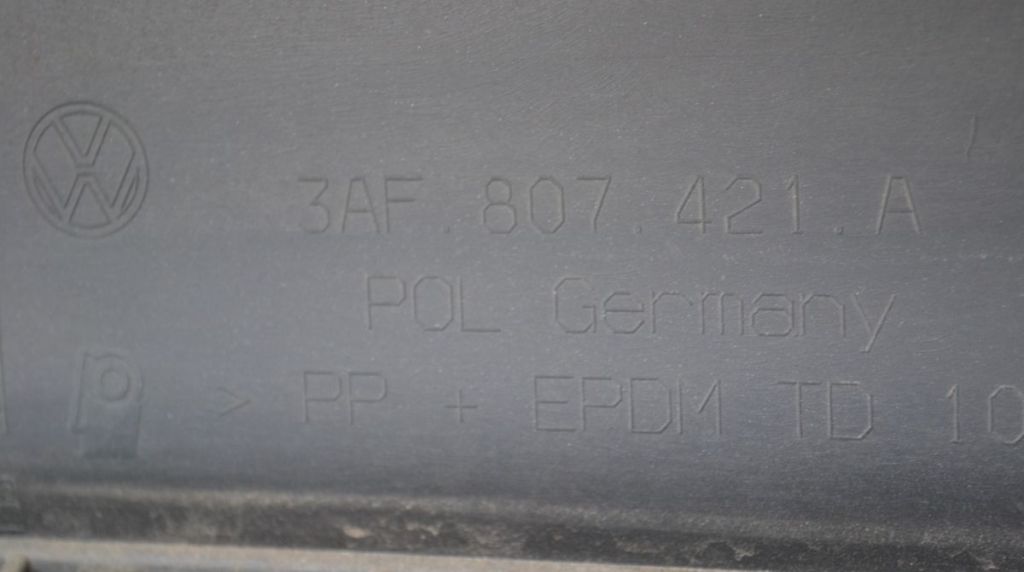 3AF.807.421.A
POL Germany
> PP + EPDM TD 10